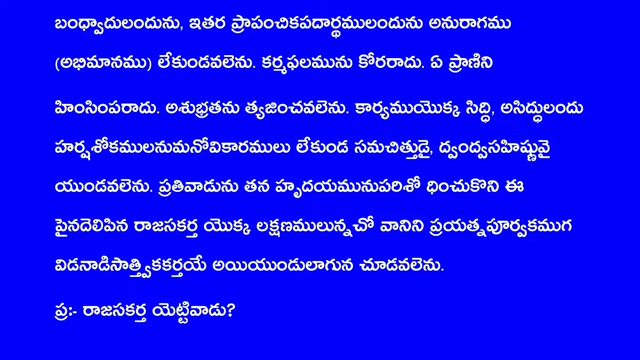 బంధ్వాదులందును, ఇతర ప్రాపంచికపదార్థములందును అనురాగము
(అభిమానము) లేకుండవలెను. కర్మఫలమును కోరరాదు. ఏ ప్రాణిని
హింసింపరాదు. అశుభ్రతను త్యజించవలెను. కార్యముయొక్క సిద్ధి, అసిద్ధులందు
హర్షశోకములనుమనోవికారములు లేకుండ సమచిత్తుడై, ద్వంద్వసహిష్ణువై
యుండవలెను. ప్రతివాడును తన హృదయమునుపరిశో ధించుకొని ఈ
పైనదెలిపిన రాజసకర్త యొక్క లక్షణములున్నచో వానిని ప్రయత్నపూర్వకముగ
విడనాడిసాత్త్వికకర్తయే అయియుండులాగున చూడవలెను.
ప్ర:- రాజసకర్త యెట్టివాడు?